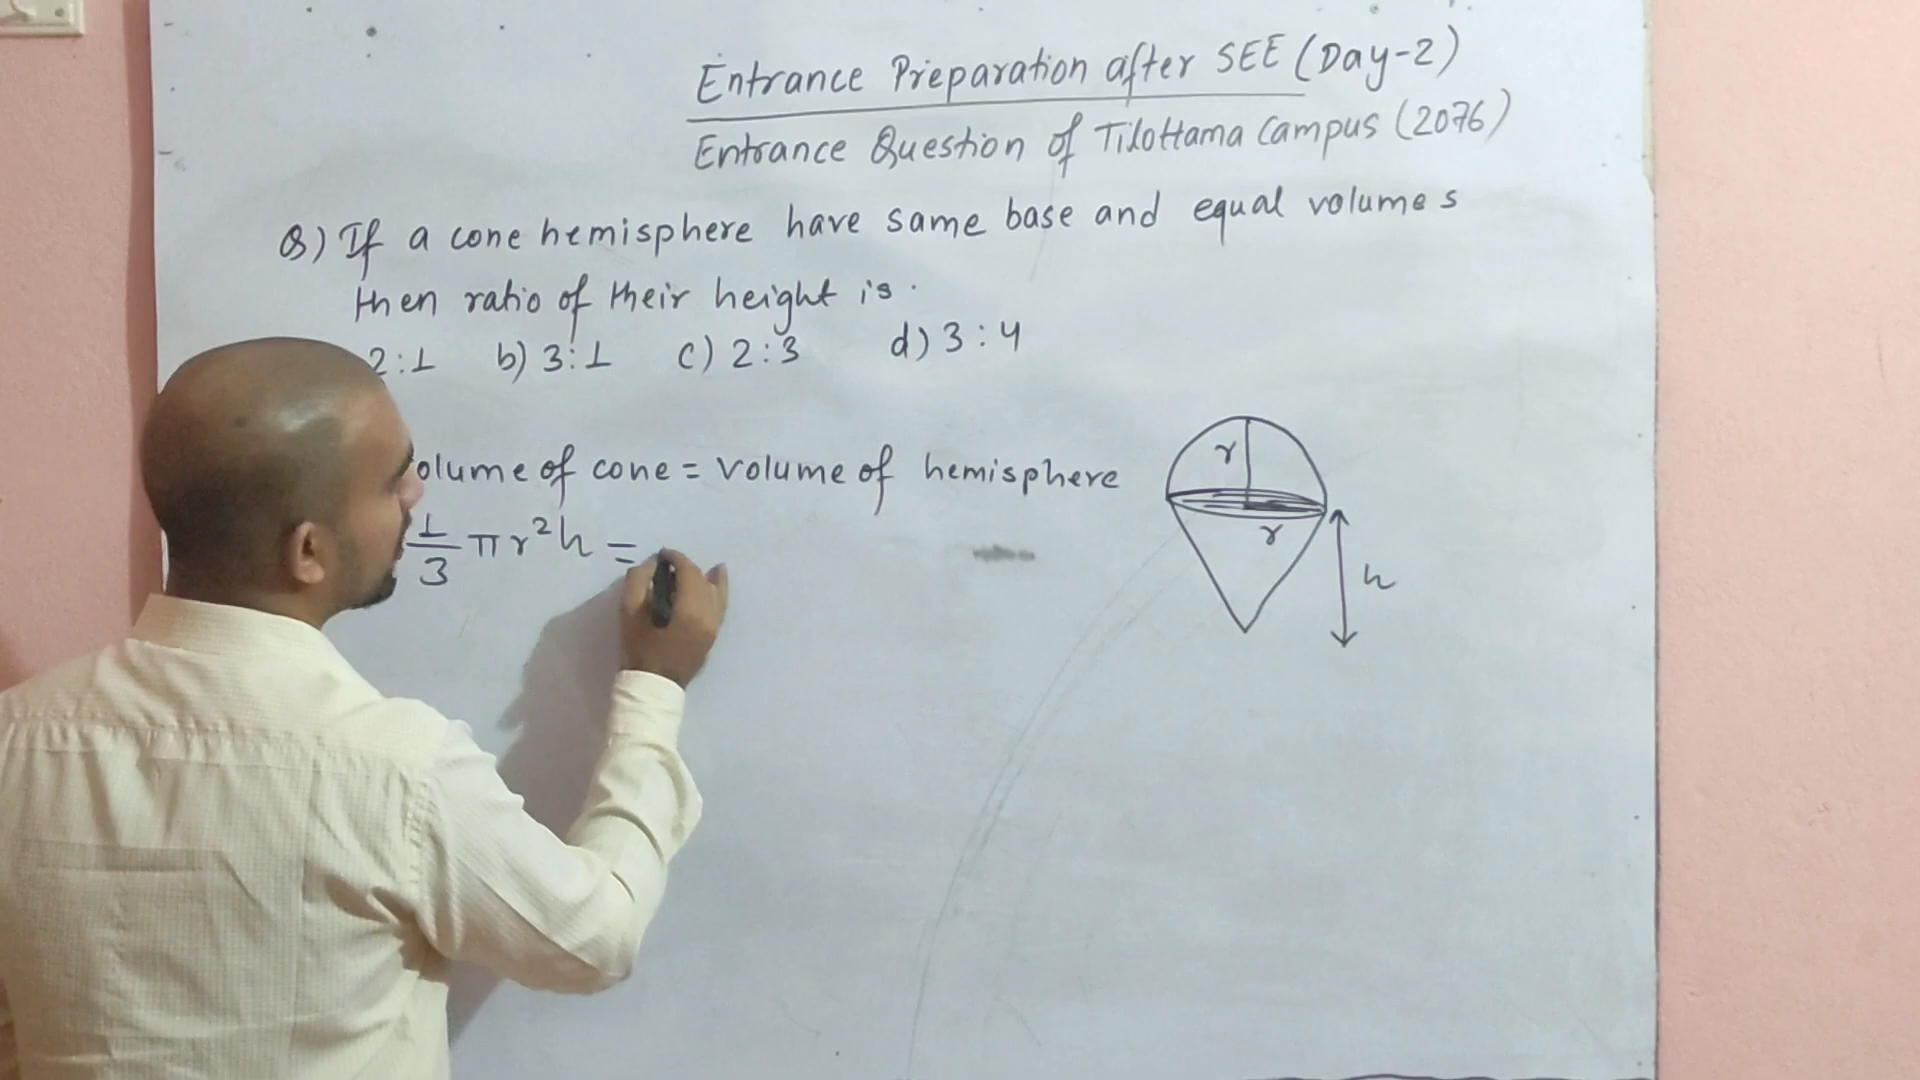 Entrance Preparation after SEE (Day-2)
Entrance Question of Tilottama Campus (2076)
Q) If a cone hemisphere have same base and equal volumes
then ratio of their height is.
2:1 b) 3:1 c) 2:3 d) 3:4
olume of cone = Volume of hemisphere
1/3 πr²h =
r
r
h